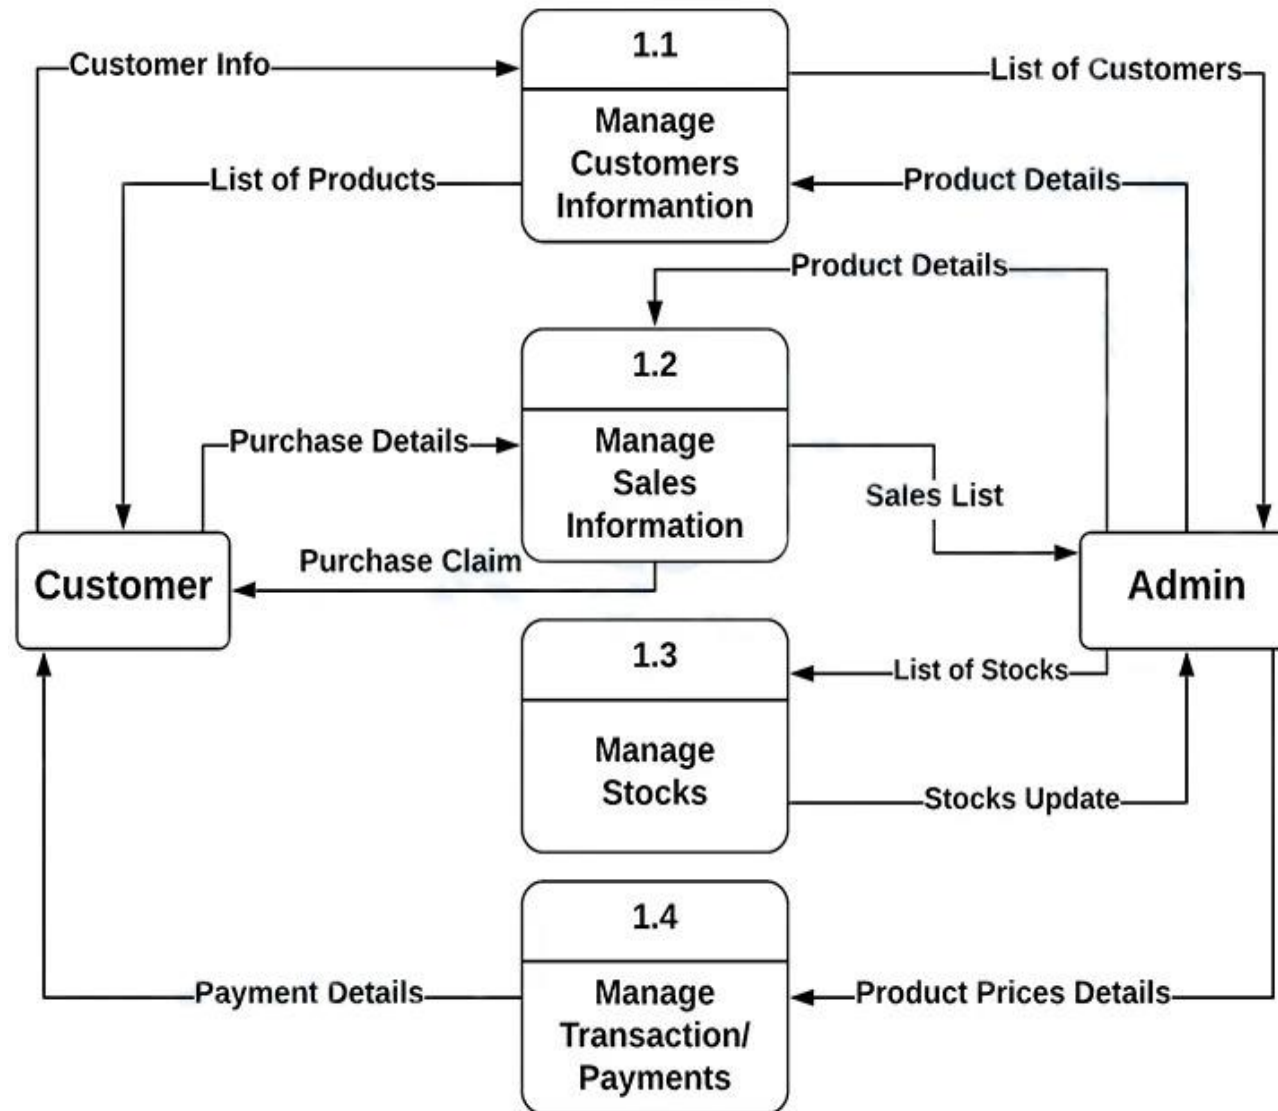 1.1
Customer Info
List of Customers
Manage
Customers
Informantion
List of Products
Product Details
Product Details
1.2
Purchase Details
Manage
Sales
Information
Sales List
Purchase Claim
Customer
Admin
1.3
List of Stocks
Manage
Stocks
Stocks Update
1.4
Payment Details
Manage
Transaction/
Payments
Product Prices Details